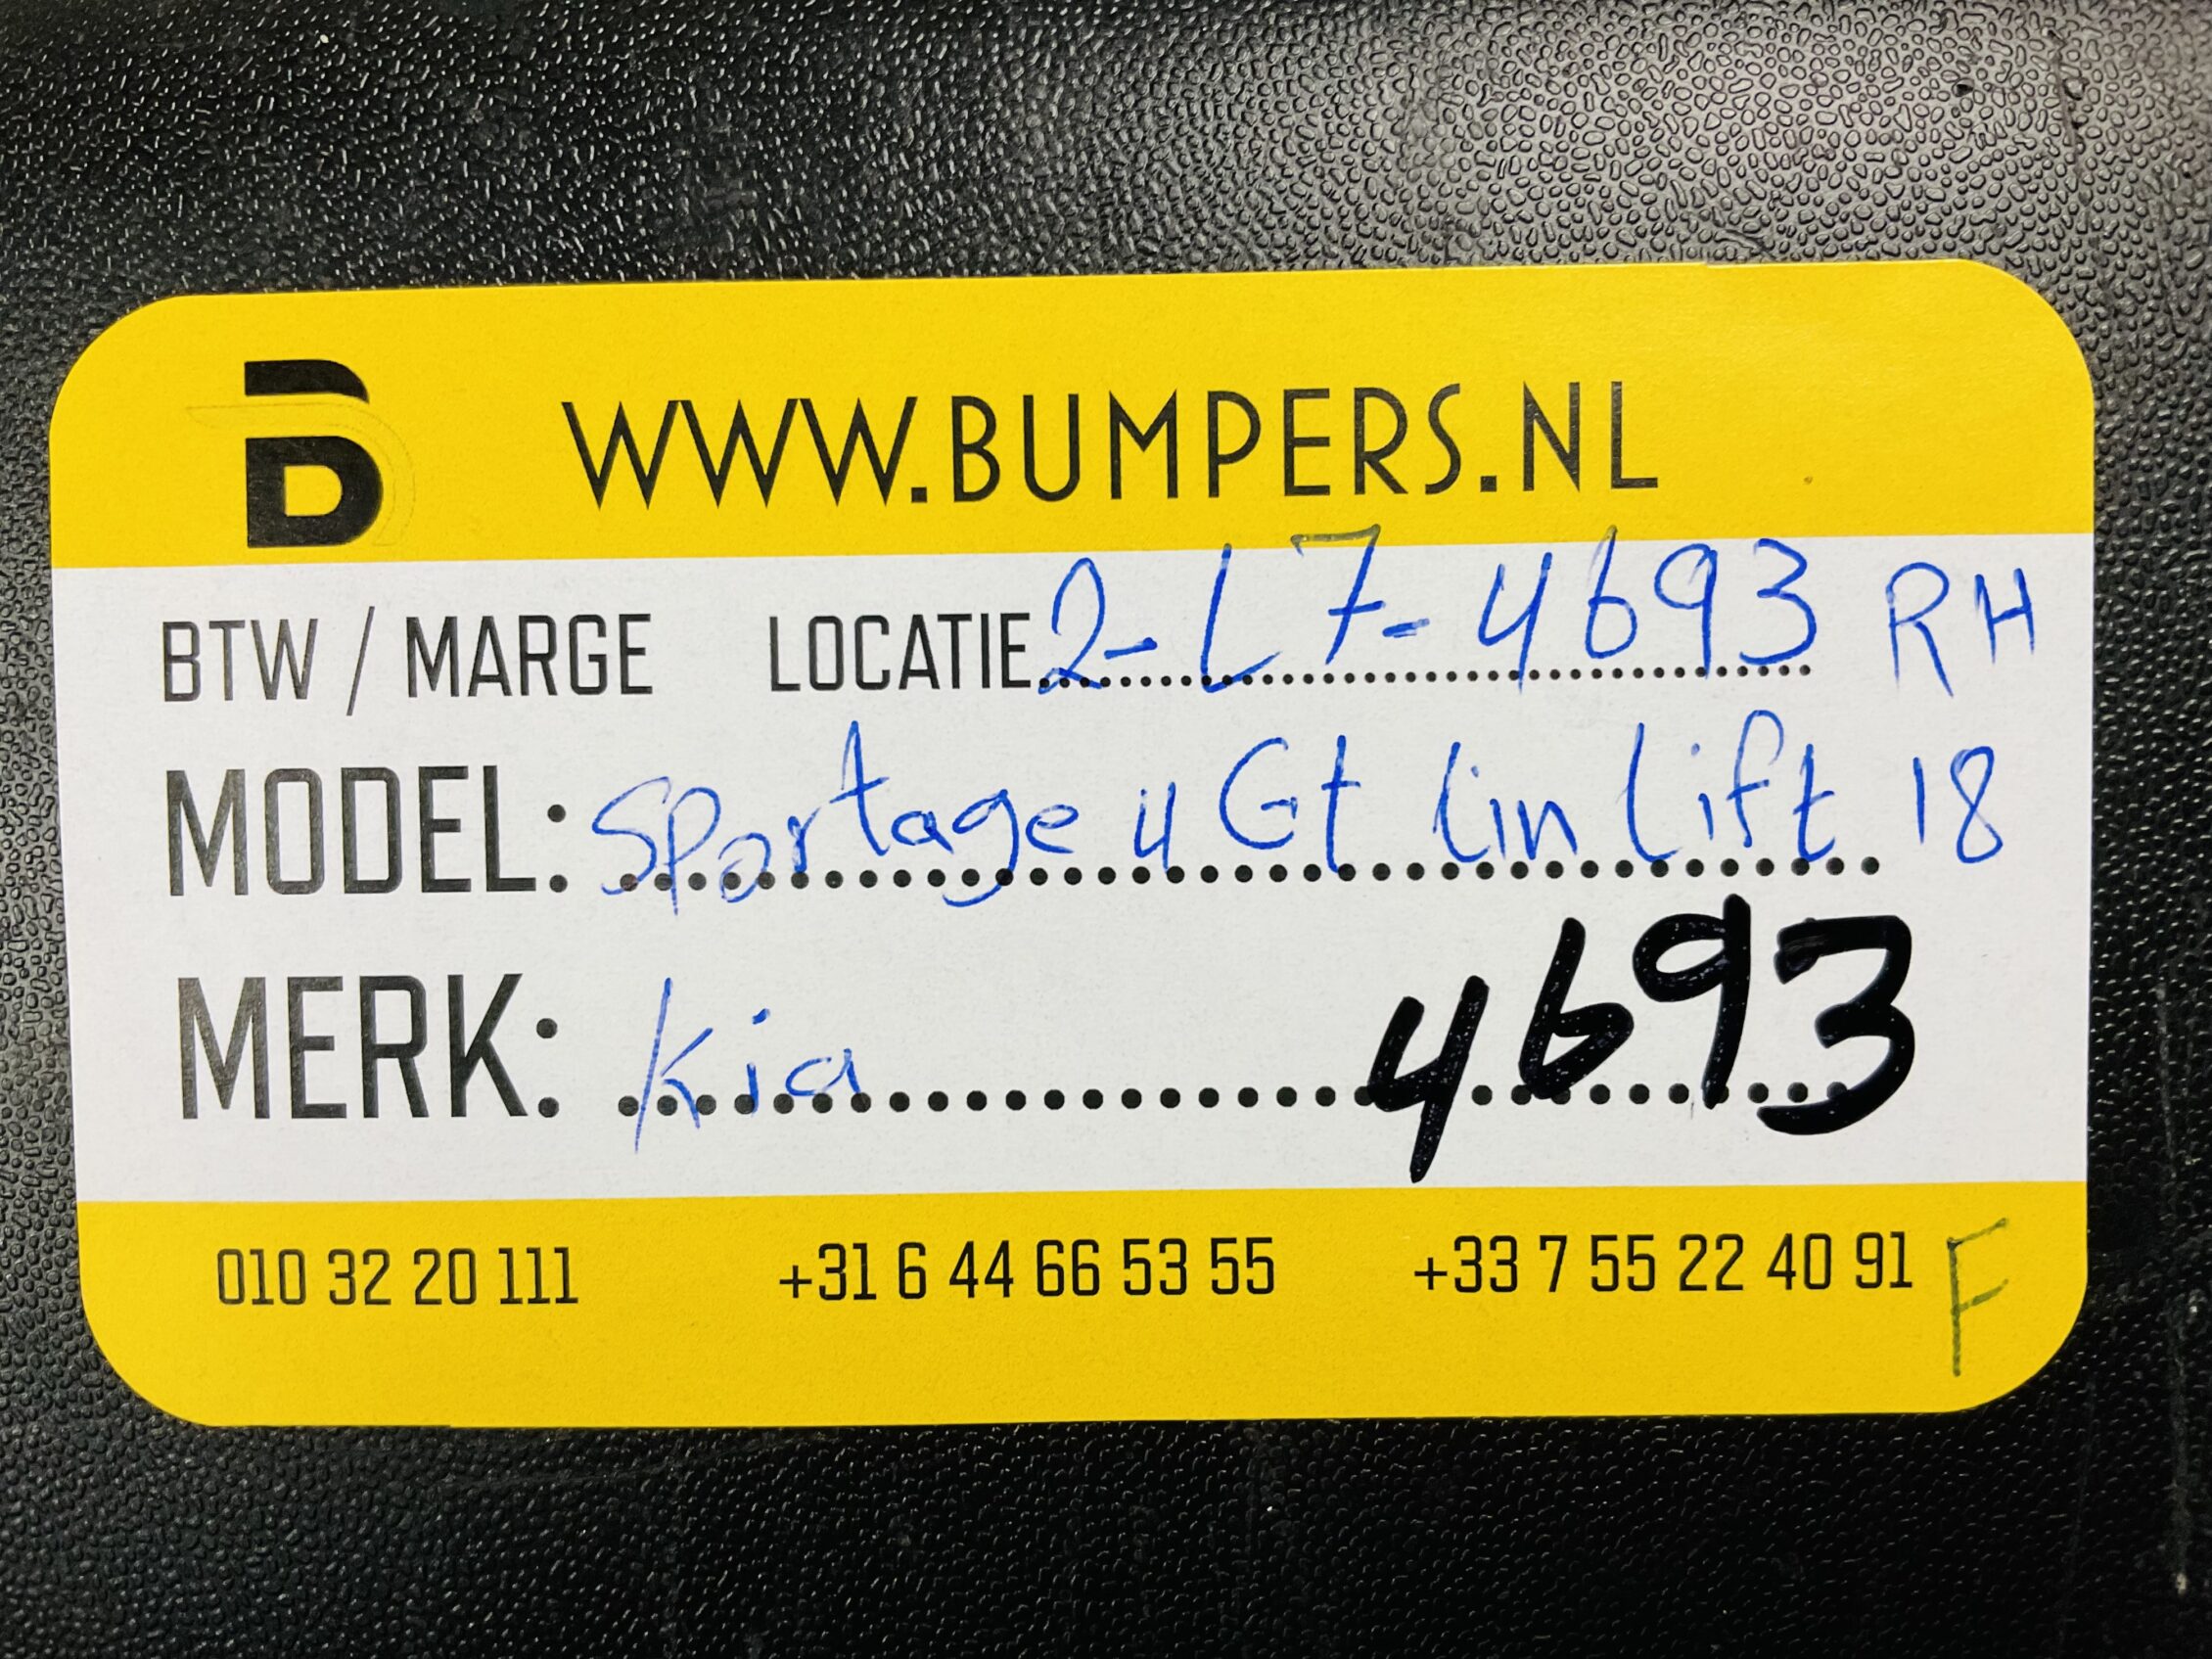 B WWW.BUMPERS.NL
BTW / MARGE LOCATIE 2-L7-4693 RH
MODEL: Sportage 4 Gt lin lift 18
MERK: Kia 4693
010 32 20 111 +31 6 44 66 53 55 +33 7 55 22 40 91 F